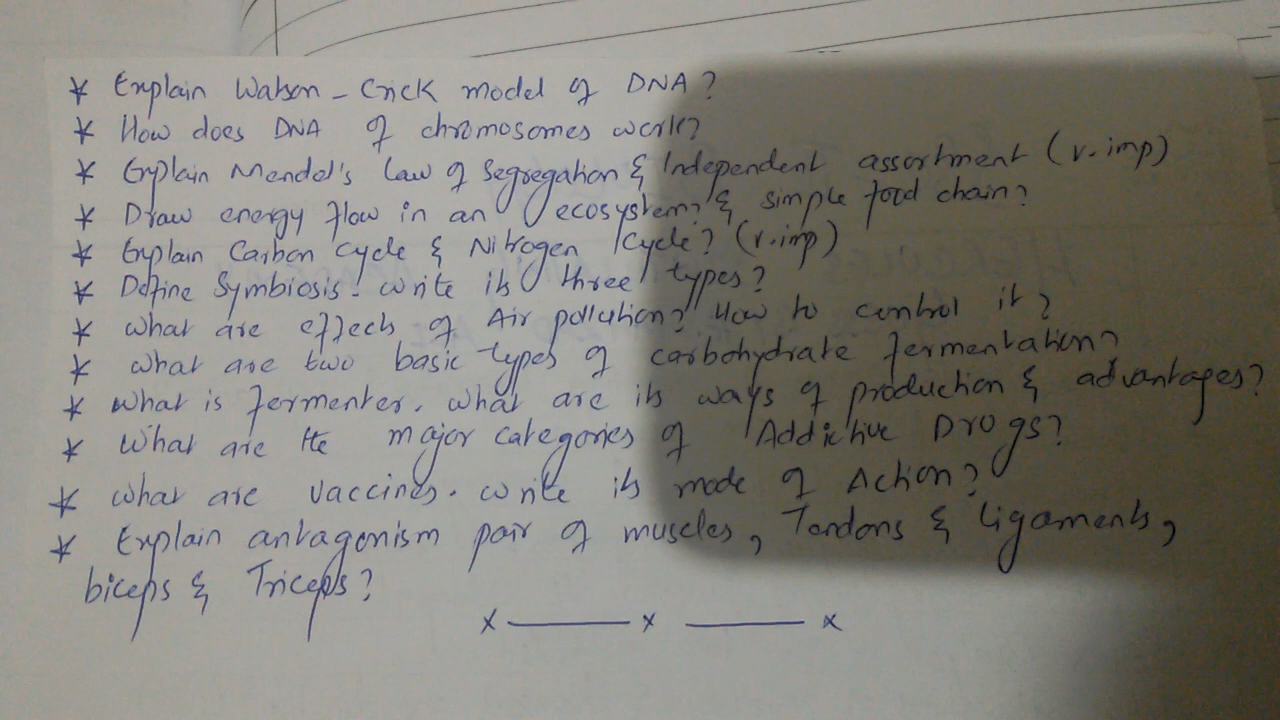 * Explain Watson - Crick model of DNA?
* How does DNA of chromosomes work?
* Explain Mendel's Law of Segregation & Independent assortment (v. imp)
* Draw energy flow in an ecosystem? & simple food chain?
* Explain Carbon cycle & Nitrogen Cycle? (v.imp)
* Define Symbiosis. write its three types?
* what are effects of Air pollution? How to control it?
* what are two basic types of carbohydrate fermentation?
* what is fermenter. what are its ways of production & advantages?
* what are the major categories of Addictive Drugs?
* what are vaccines. write its mode of Action?
* Explain antagonism pair of muscles, Tendons & ligaments,
biceps & Triceps?
x ——— x ——— x